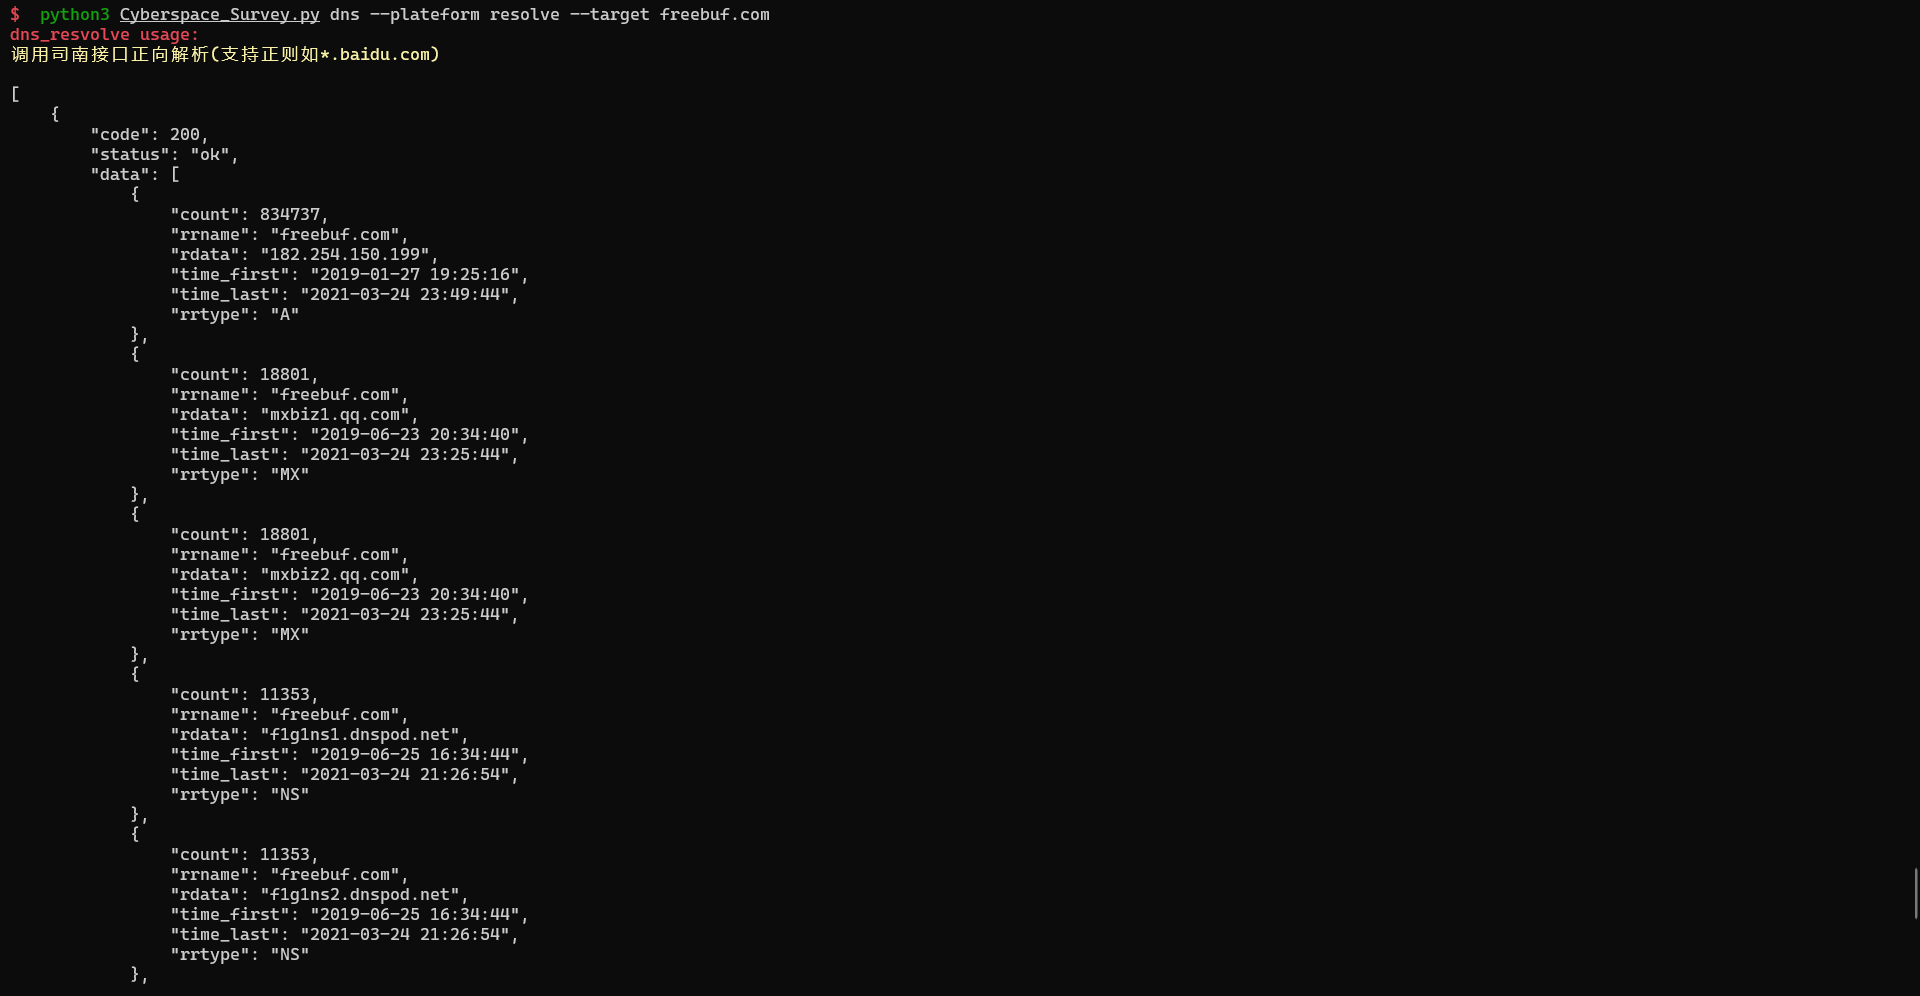 $  python3 Cyberspace_Survey.py dns --plateform resolve --target freebuf.com
dns_resvolve usage:
调用司南接口正向解析(支持正则如*.baidu.com)
[
    {
        "code": 200,
        "status": "ok",
        "data": [
            {
                "count": 834737,
                "rrname": "freebuf.com",
                "rdata": "182.254.150.199",
                "time_first": "2019-01-27 19:25:16",
                "time_last": "2021-03-24 23:49:44",
                "rrtype": "A"
            },
            {
                "count": 18801,
                "rrname": "freebuf.com",
                "rdata": "mxbiz1.qq.com",
                "time_first": "2019-06-23 20:34:40",
                "time_last": "2021-03-24 23:25:44",
                "rrtype": "MX"
            },
            {
                "count": 18801,
                "rrname": "freebuf.com",
                "rdata": "mxbiz2.qq.com",
                "time_first": "2019-06-23 20:34:40",
                "time_last": "2021-03-24 23:25:44",
                "rrtype": "MX"
            },
            {
                "count": 11353,
                "rrname": "freebuf.com",
                "rdata": "f1g1ns1.dnspod.net",
                "time_first": "2019-06-25 16:34:44",
                "time_last": "2021-03-24 21:26:54",
                "rrtype": "NS"
            },
            {
                "count": 11353,
                "rrname": "freebuf.com",
                "rdata": "f1g1ns2.dnspod.net",
                "time_first": "2019-06-25 16:34:44",
                "time_last": "2021-03-24 21:26:54",
                "rrtype": "NS"
            },